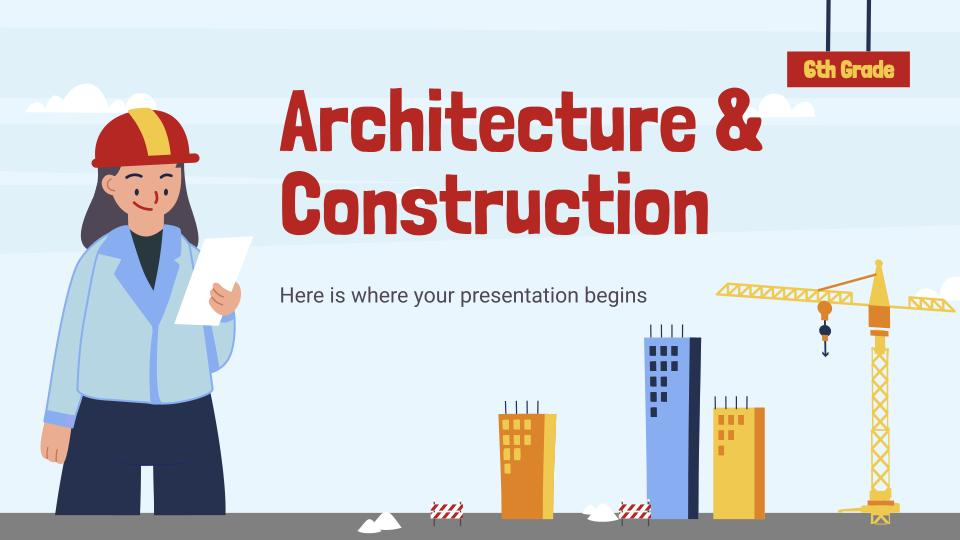 6th Grade
Architecture &
Construction
Here is where your presentation begins